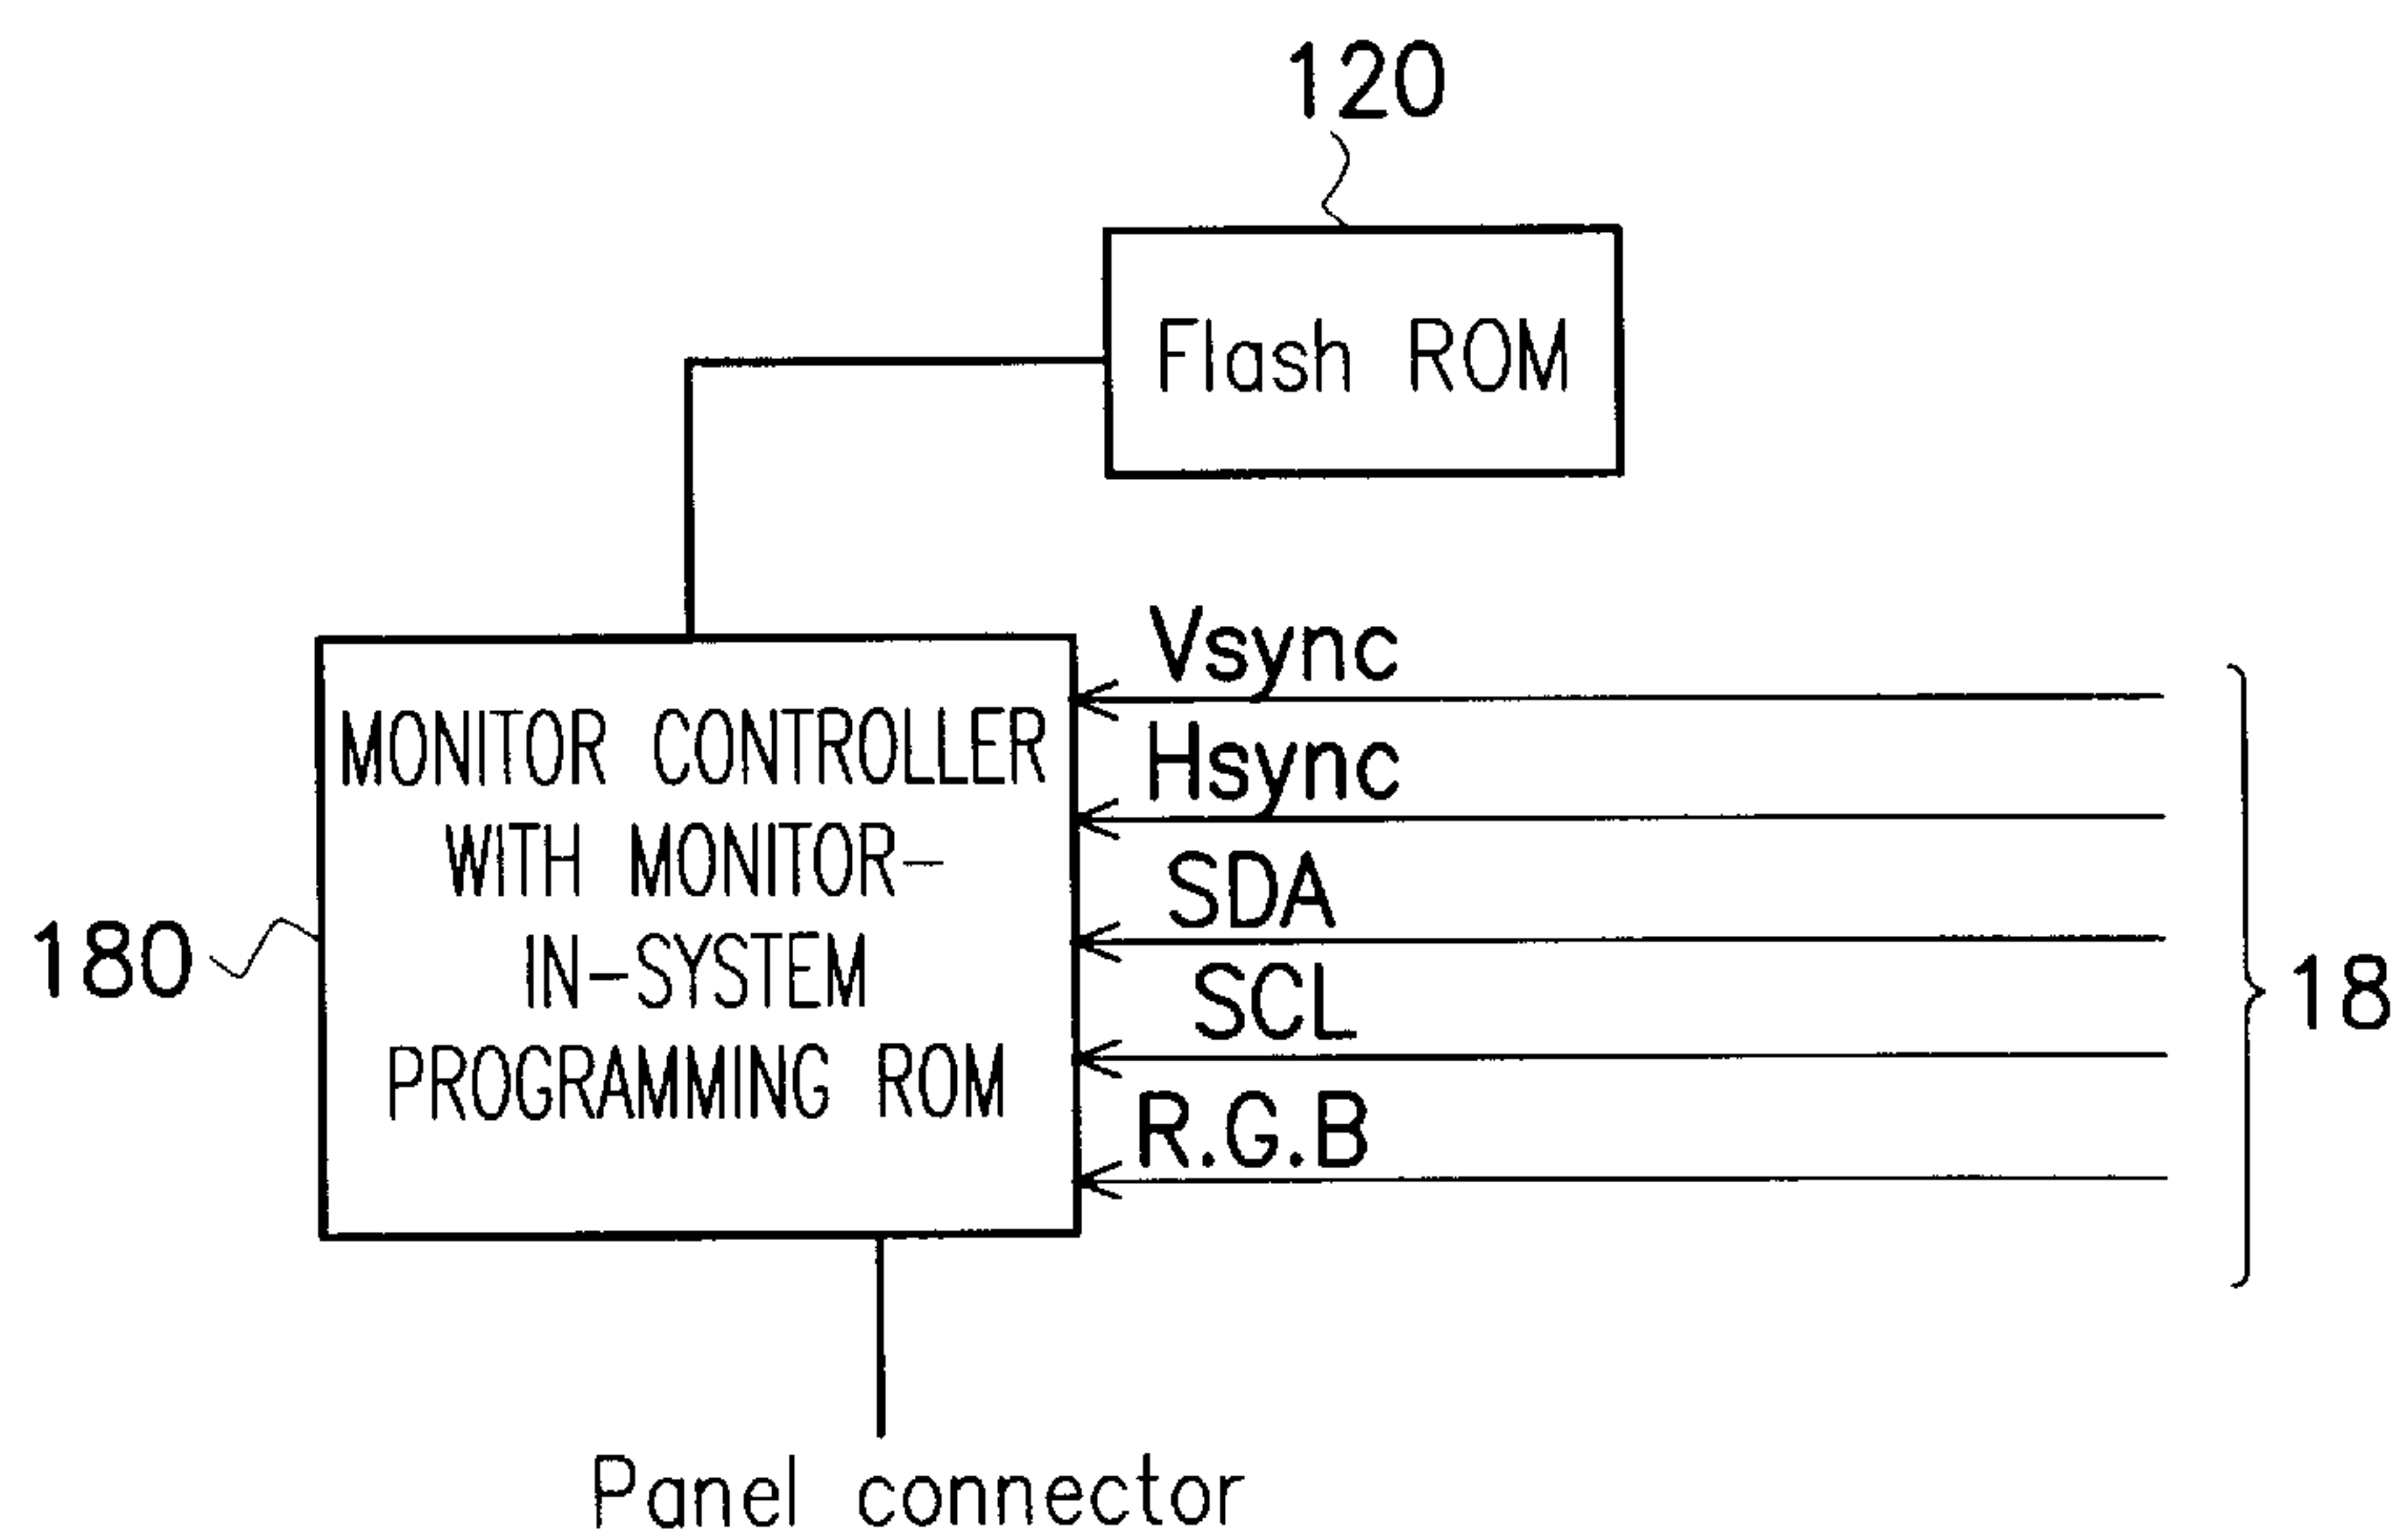 120
Flash ROM
Vsync
MONITOR CONTROLLER
WITH MONITOR-
IN-SYSTEM
PROGRAMMING ROM
Hsync
SDA
SCL
R.G.B
180
18
Panel connector